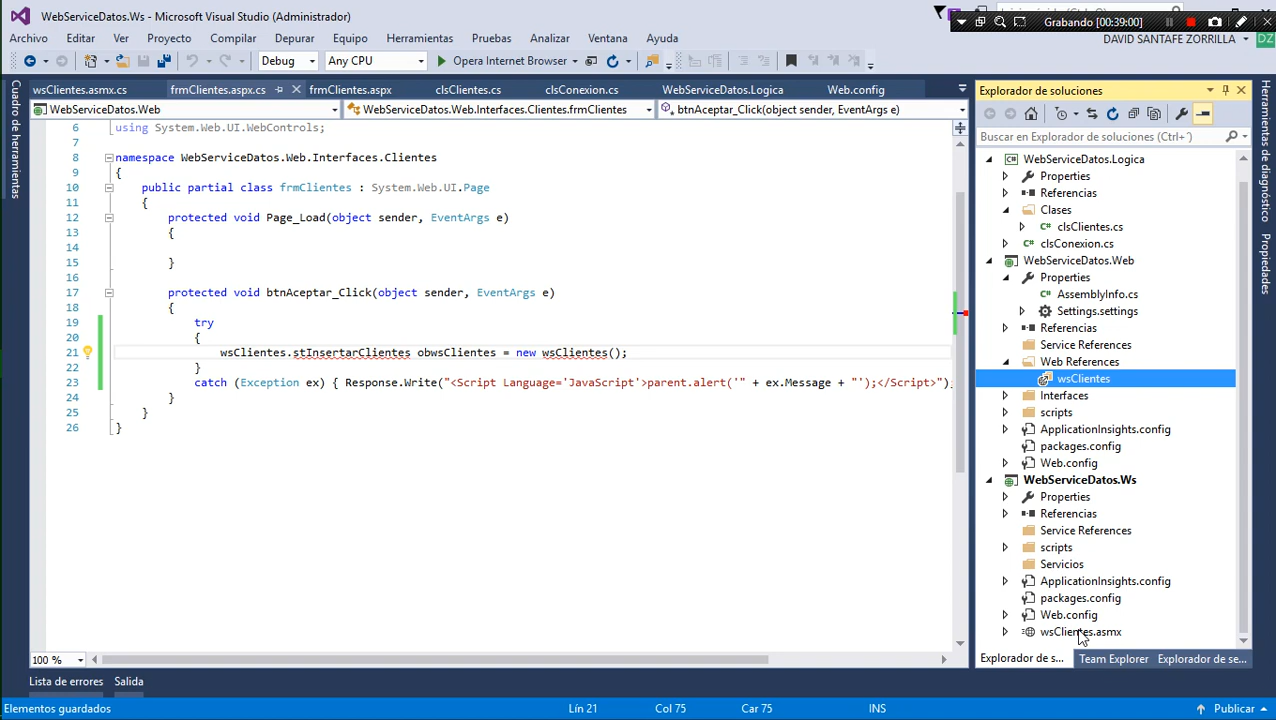 WebServiceDatos.Ws - Microsoft Visual Studio (Administrador)
Grabando [00:39:00]
Archivo Editar Ver Proyecto Compilar Depurar Equipo Herramientas Pruebas Analizar Ventana Ayuda
DAVID SANTAFE ZORRILLA DZ
Debug Any CPU Opera Internet Browser
Cuadro de herramientas
wsClientes.asmx.cs frmClientes.aspx.cs frmClientes.aspx clsClientes.cs clsConexion.cs WebServiceDatos.Logica Web.config
WebServiceDatos.Web WebServiceDatos.Web.Interfaces.Clientes.frmClientes btnAceptar_Click(object sender, EventArgs e)
6 using System.Web.UI.WebControls;
7
8 namespace WebServiceDatos.Web.Interfaces.Clientes
9 {
10 public partial class frmClientes : System.Web.UI.Page
11 {
12 protected void Page_Load(object sender, EventArgs e)
13 {
14
15 }
16
17 protected void btnAceptar_Click(object sender, EventArgs e)
18 {
19 try
20 {
21 wsClientes.stInsertarClientes obwsClientes = new wsClientes();
22 }
23 catch (Exception ex) { Response.Write("<Script Language='JavaScript'>parent.alert('" + ex.Message + "');</Script>");
24 }
25 }
26 }
100 %
Explorador de soluciones
Buscar en Explorador de soluciones (Ctrl+´)
WebServiceDatos.Logica
Properties
Referencias
Clases
clsClientes.cs
clsConexion.cs
WebServiceDatos.Web
Properties
AssemblyInfo.cs
Settings.settings
Referencias
Service References
Web References
wsClientes
Interfaces
scripts
ApplicationInsights.config
packages.config
Web.config
WebServiceDatos.Ws
Properties
Referencias
Service References
scripts
Servicios
ApplicationInsights.config
packages.config
Web.config
wsClientes.asmx
Explorador de s... Team Explorer Explorador de se...
Herramientas de diagnóstico
Propiedades
Lista de errores Salida
Elementos guardados Lín 21 Col 75 Car 75 INS Publicar